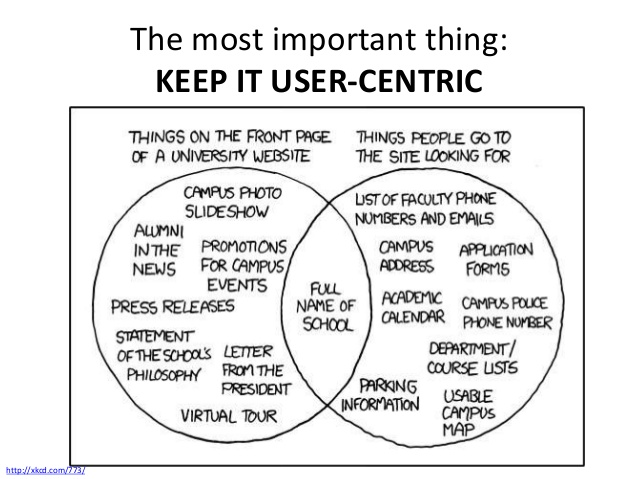 The most important thing:
KEEP IT USER-CENTRIC
THINGS ON THE FRONT PAGE
OF A UNIVERSITY WEBSITE
THINGS PEOPLE GO TO
THE SITE LOOKING FOR
CAMPUS PHOTO
SLIDESHOW
ALUMNI
IN THE
NEWS
PROMOTIONS
FOR CAMPUS
EVENTS
PRESS RELEASES
STATEMENT
OF THE SCHOOL'S
PHILOSOPHY
LETTER
FROM THE
PRESIDENT
VIRTUAL TOUR
FULL
NAME OF
SCHOOL
LIST OF FACULTY PHONE
NUMBERS AND EMAILS
CAMPUS
ADDRESS
APPLICATION
FORMS
ACADEMIC
CALENDAR
CAMPUS POLICE
PHONE NUMBER
DEPARTMENT/
COURSE LISTS
PARKING
INFORMATION
USABLE
CAMPUS
MAP
http://xkcd.com/773/